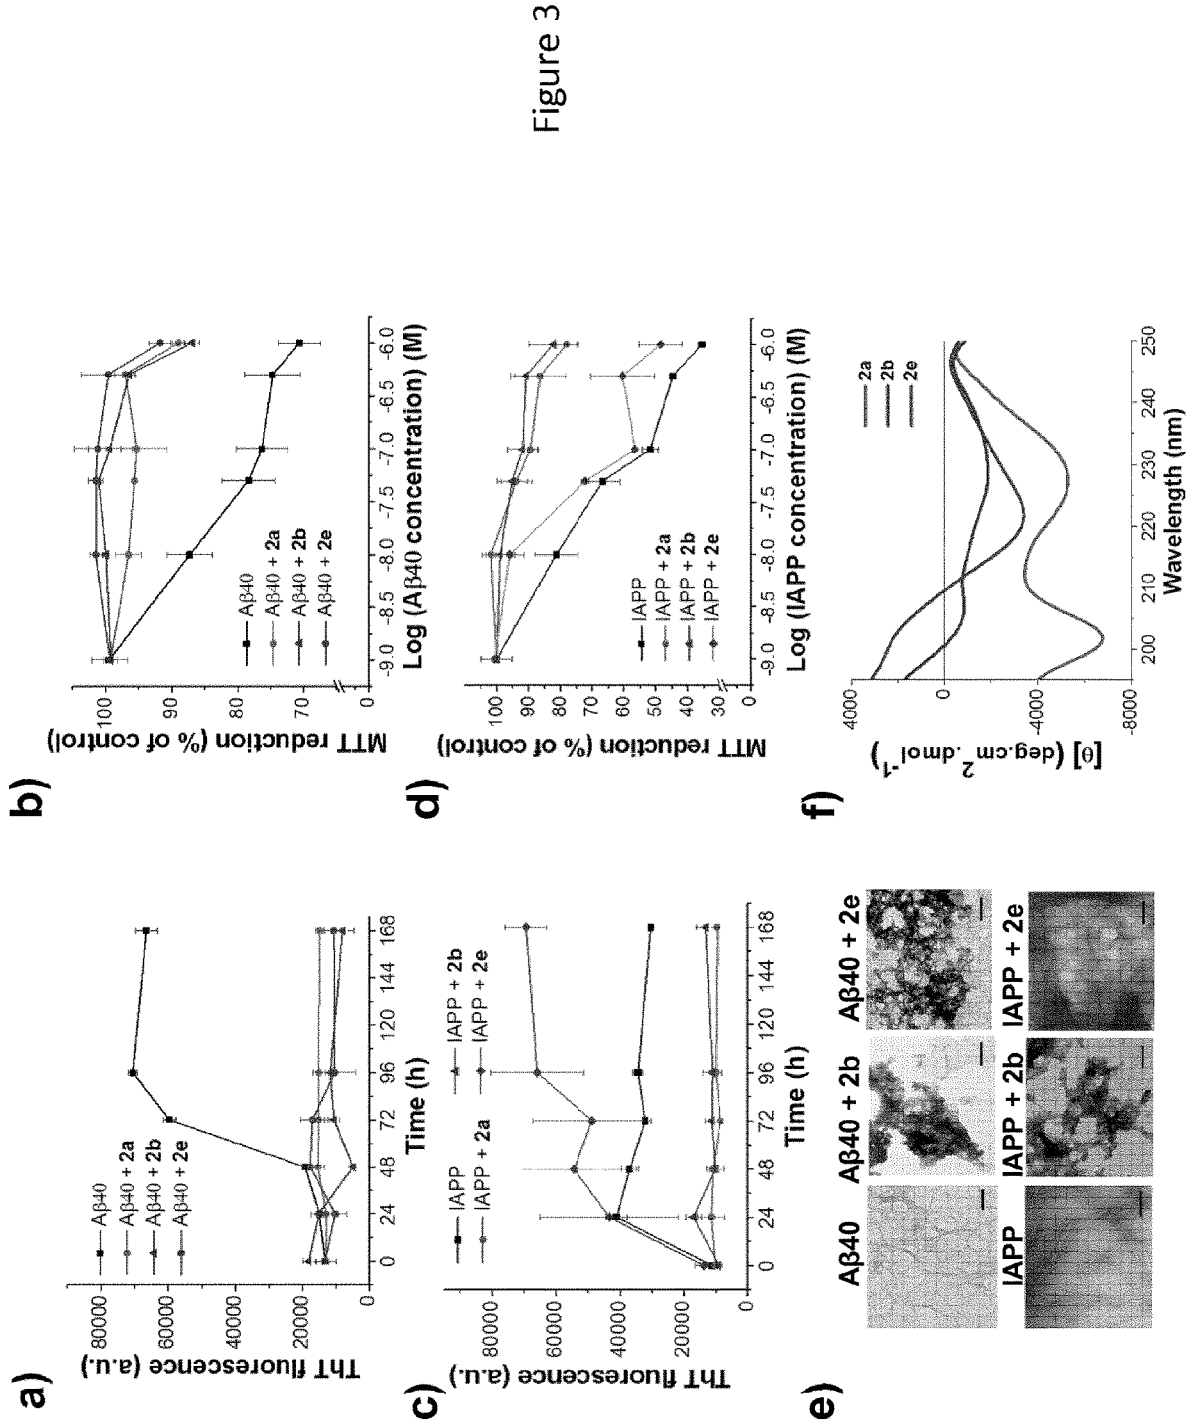 a)
ThT fluorescence (a.u.)
80000
60000
40000
20000
0
Aβ40
Aβ40 + 2a
Aβ40 + 2b
Aβ40 + 2e
0 24 48 72 96 120 144 168
Time (h)
b)
MTT reduction (% of control)
100
90
80
70
0
Aβ40
Aβ40 + 2a
Aβ40 + 2b
Aβ40 + 2e
-9.0 -8.5 -8.0 -7.5 -7.0 -6.5 -6.0
Log (Aβ40 concentration) (M)
c)
ThT fluorescence (a.u.)
80000
60000
40000
20000
0
IAPP IAPP + 2b
IAPP + 2a IAPP + 2e
0 24 48 72 96 120 144 168
Time (h)
d)
MTT reduction (% of control)
100
90
80
70
60
50
40
30
0
IAPP
IAPP + 2a
IAPP + 2b
IAPP + 2e
-9.0 -8.5 -8.0 -7.5 -7.0 -6.5 -6.0
Log (IAPP concentration) (M)
e)
Aβ40 Aβ40 + 2b Aβ40 + 2e
IAPP IAPP + 2b IAPP + 2e
f)
[θ] (deg.cm².dmol⁻¹)
4000
0
-4000
-8000
2a
2b
2e
200 210 220 230 240 250
Wavelength (nm)
Figure 3